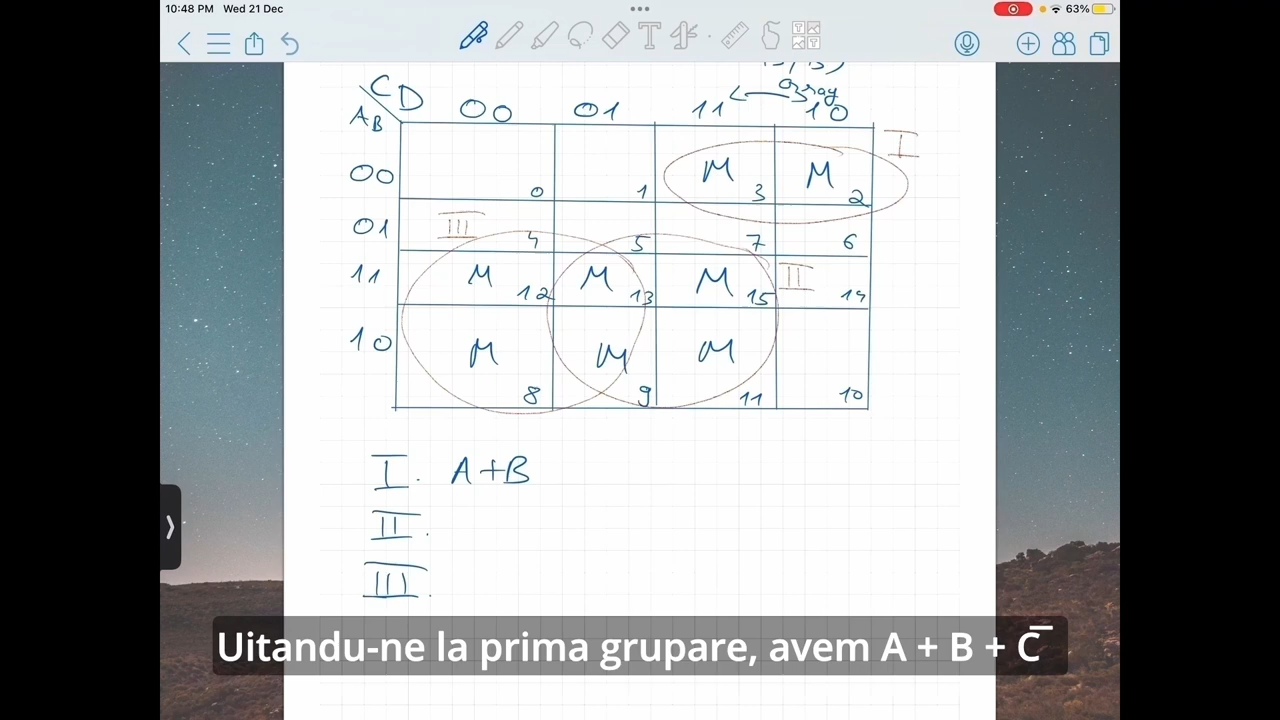 10:48 PM Wed 21 Dec
63%
CD
AB
00 01 11 10
00 M 3 M 2 I
0 1
01 III 4 5 7 6
11 M 12 M 13 M 15 II 14
10 M 8 M 9 M 11 10
I. A+B
II.
III.
Uitandu-ne la prima grupare, avem A + B + C̅